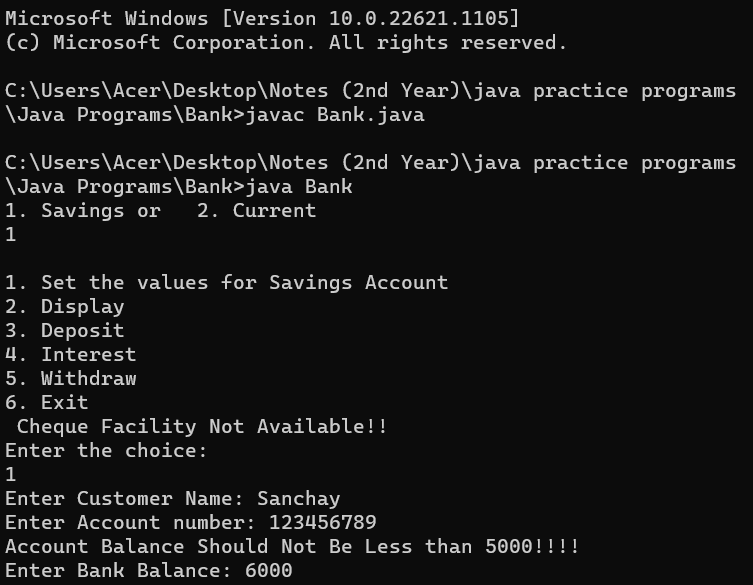 Microsoft Windows [Version 10.0.22621.1105]
(c) Microsoft Corporation. All rights reserved.
C:\Users\Acer\Desktop\Notes (2nd Year)\java practice programs
\Java Programs\Bank>javac Bank.java
C:\Users\Acer\Desktop\Notes (2nd Year)\java practice programs
\Java Programs\Bank>java Bank
1. Savings or   2. Current
1
1. Set the values for Savings Account
2. Display
3. Deposit
4. Interest
5. Withdraw
6. Exit
 Cheque Facility Not Available!!
Enter the choice:
1
Enter Customer Name: Sanchay
Enter Account number: 123456789
Account Balance Should Not Be Less than 5000!!!!
Enter Bank Balance: 6000